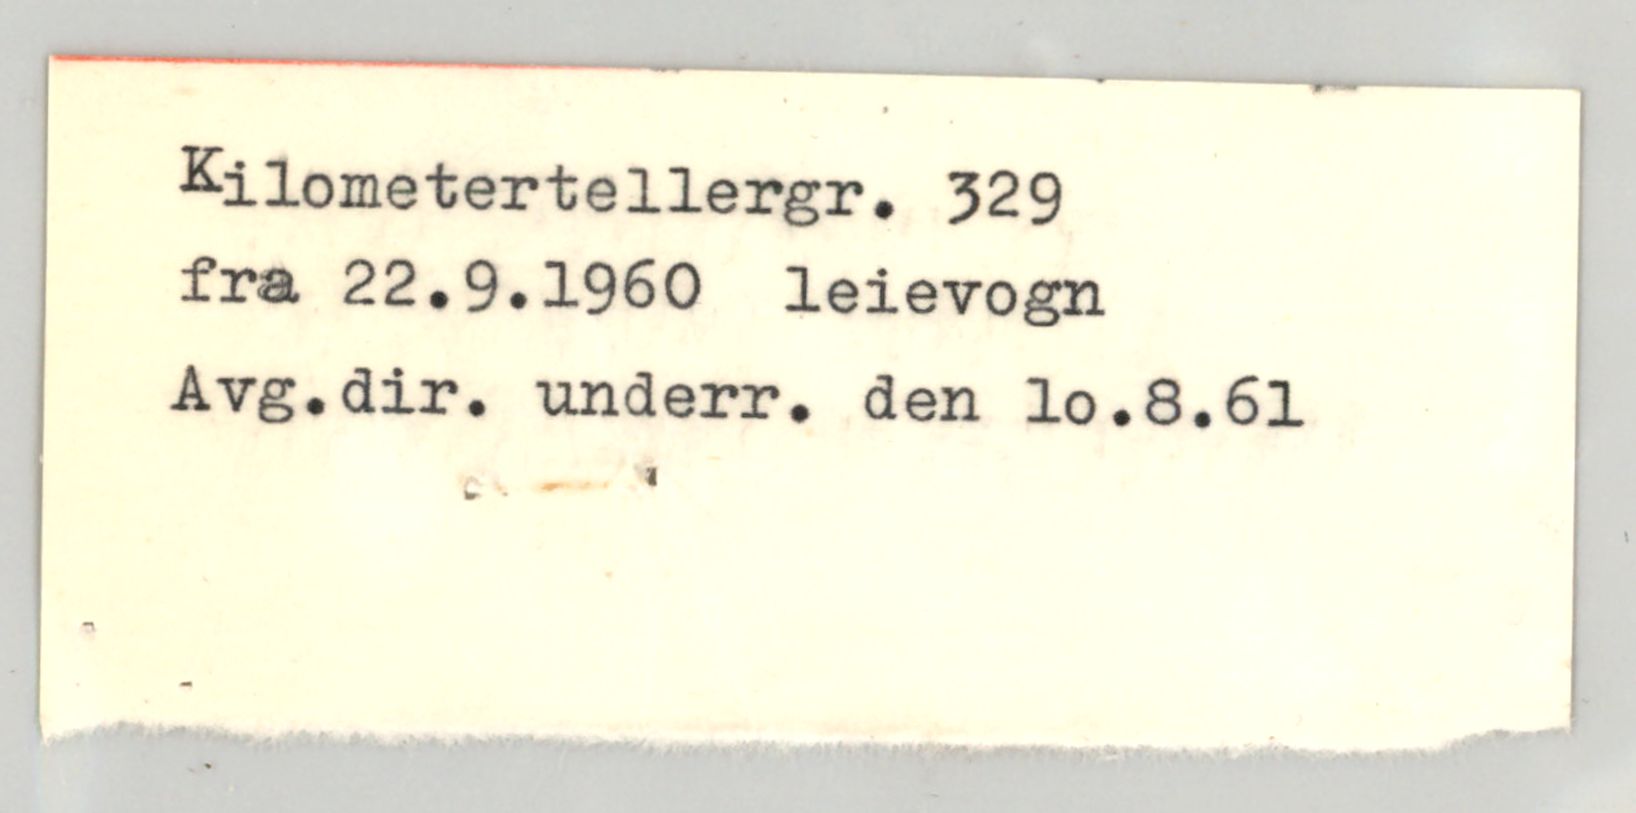 Kilometertellergr. 329
fra 22.9.1960 leievogn
Avg.dir. underr. den lo.8.61